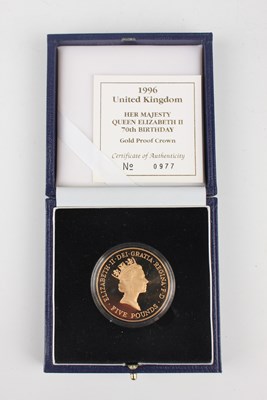 1996
United Kingdom
HER MAJESTY
QUEEN ELIZABETH II
70th BIRTHDAY
Gold Proof Crown
Certificate of Authenticity
No 0977
ELIZABETH·II·DEI·GRATIA·REGINA·F·D
·FIVE POUNDS·